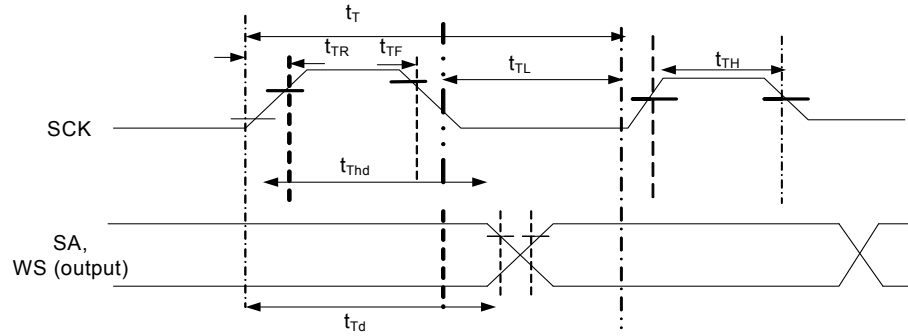 tT
tTR
tTF
tTL
tTH
SCK
tThd
SA,
WS (output)
tTd